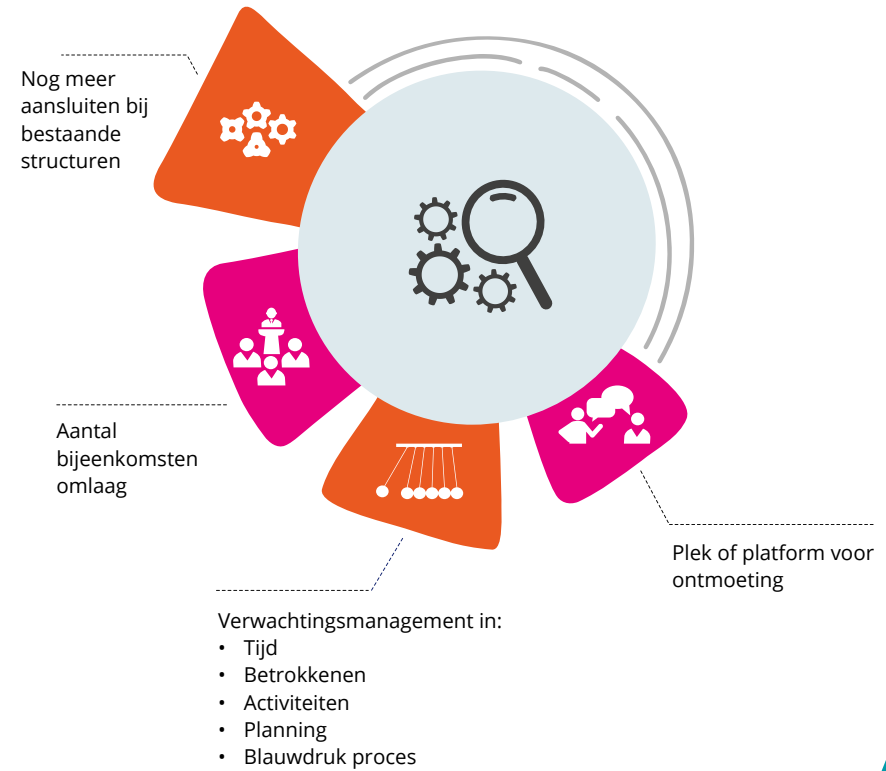 Nog meer
aansluiten bij
bestaande
structuren
Aantal
bijeenkomsten
omlaag
Verwachtingsmanagement in:
• Tijd
• Betrokkenen
• Activiteiten
• Planning
• Blauwdruk proces
Plek of platform voor
ontmoeting